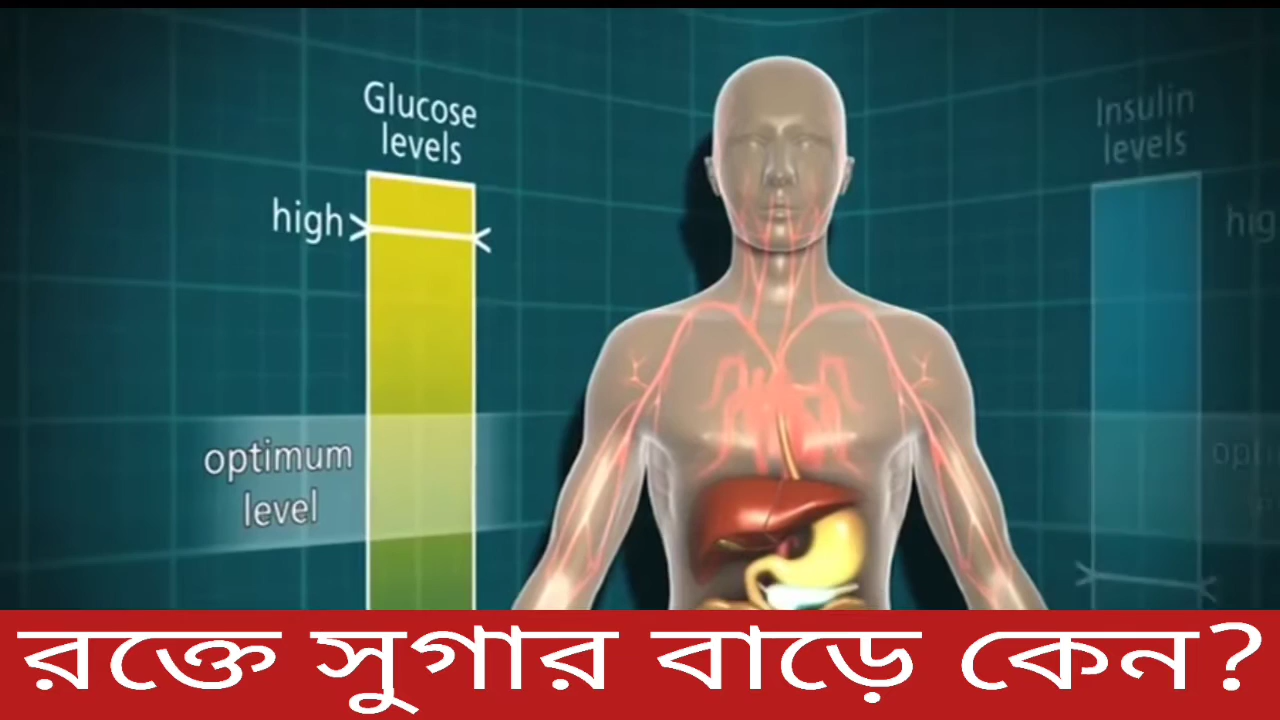 Glucose
levels
high
optimum
level
Insulin
levels
রক্তে সুগার বাড়ে কেন?